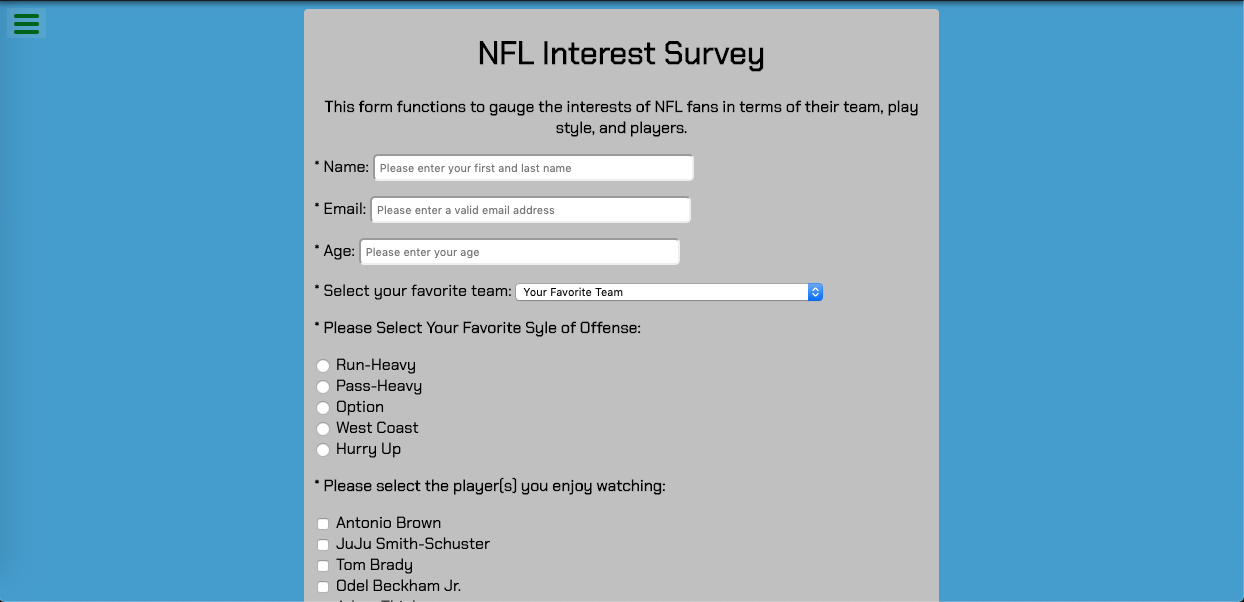 NFL Interest Survey
This form functions to gauge the interests of NFL fans in terms of their team, play
style, and players.
* Name: Please enter your first and last name
* Email: Please enter a valid email address
* Age: Please enter your age
* Select your favorite team: Your Favorite Team
* Please Select Your Favorite Syle of Offense:
Run-Heavy
Pass-Heavy
Option
West Coast
Hurry Up
* Please select the player(s) you enjoy watching:
Antonio Brown
JuJu Smith-Schuster
Tom Brady
Odel Beckham Jr.